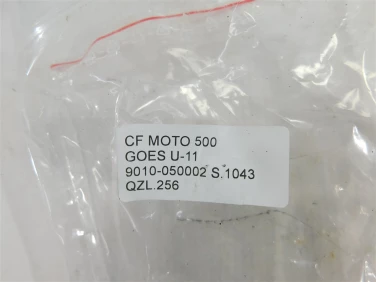 CF MOTO 500
GOES U-11
9010-050002 S.1043
QZL.256